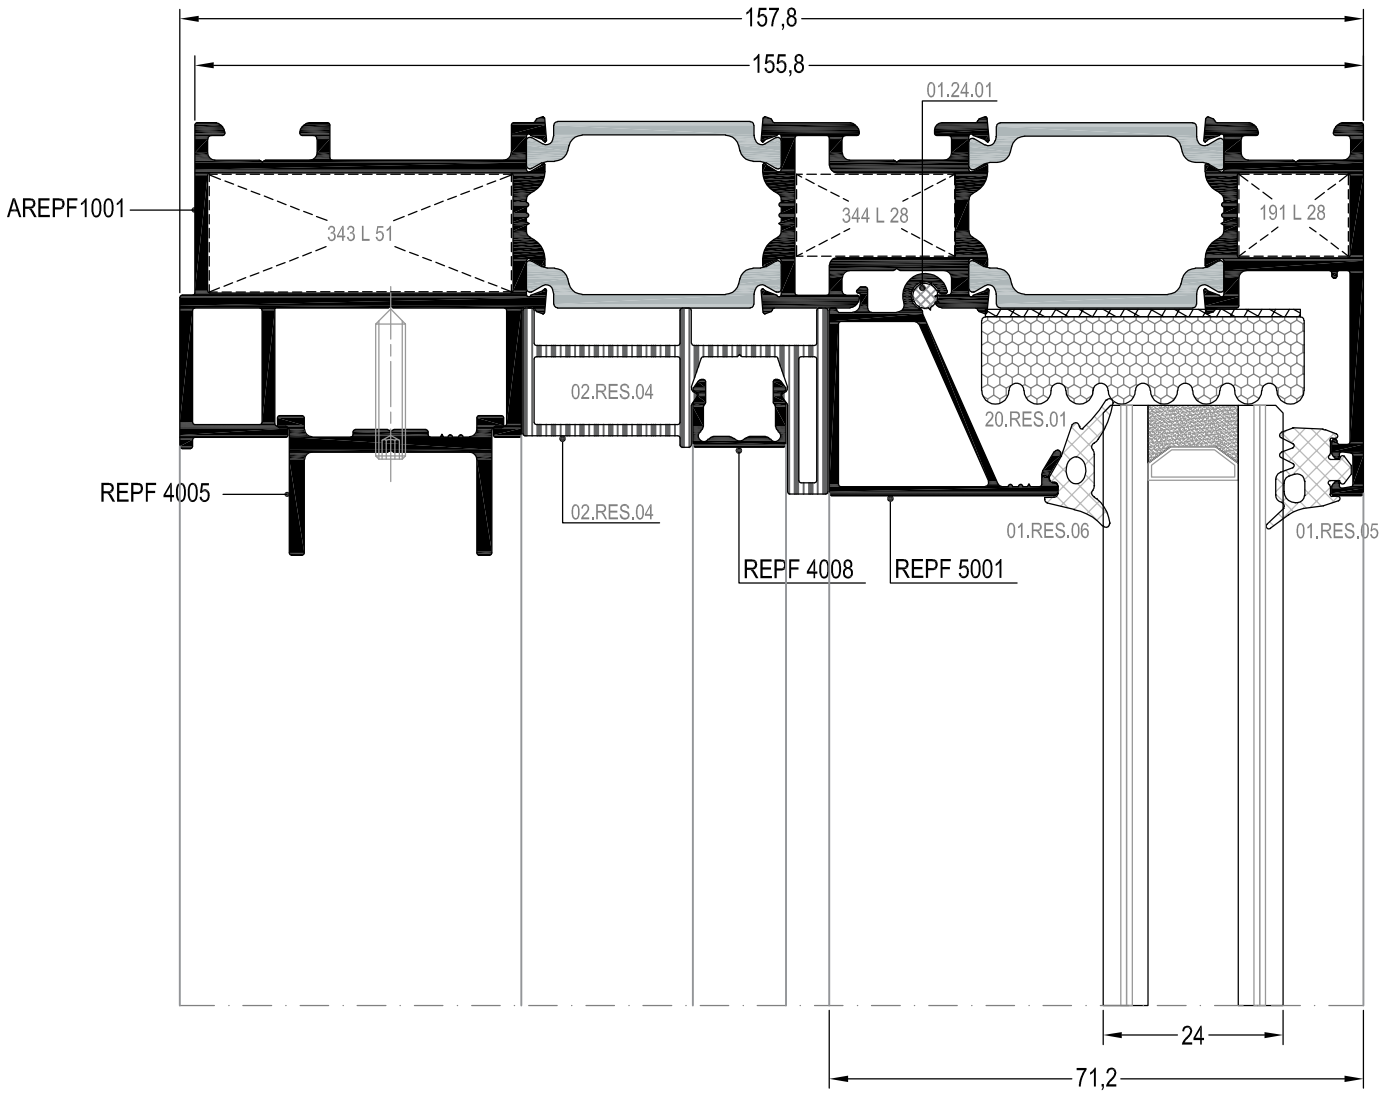 157,8
155,8
01.24.01
AREPF1001
343 L 51
344 L 28
191 L 28
02.RES.04
20.RES.01
REPF 4005
02.RES.04
01.RES.06
01.RES.05
REPF 4008
REPF 5001
24
71,2